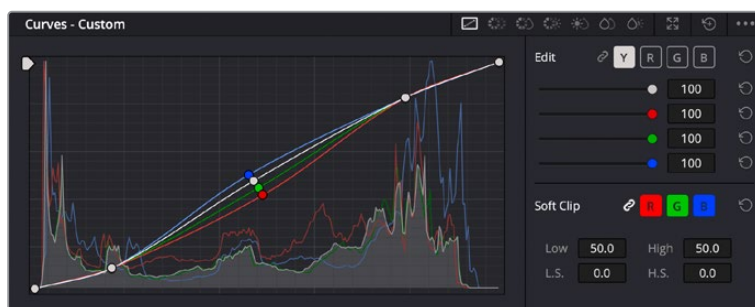 Curves - Custom
Edit Y R G B
100
100
100
100
Soft Clip R G B
Low 50.0 High 50.0
L.S. 0.0 H.S. 0.0